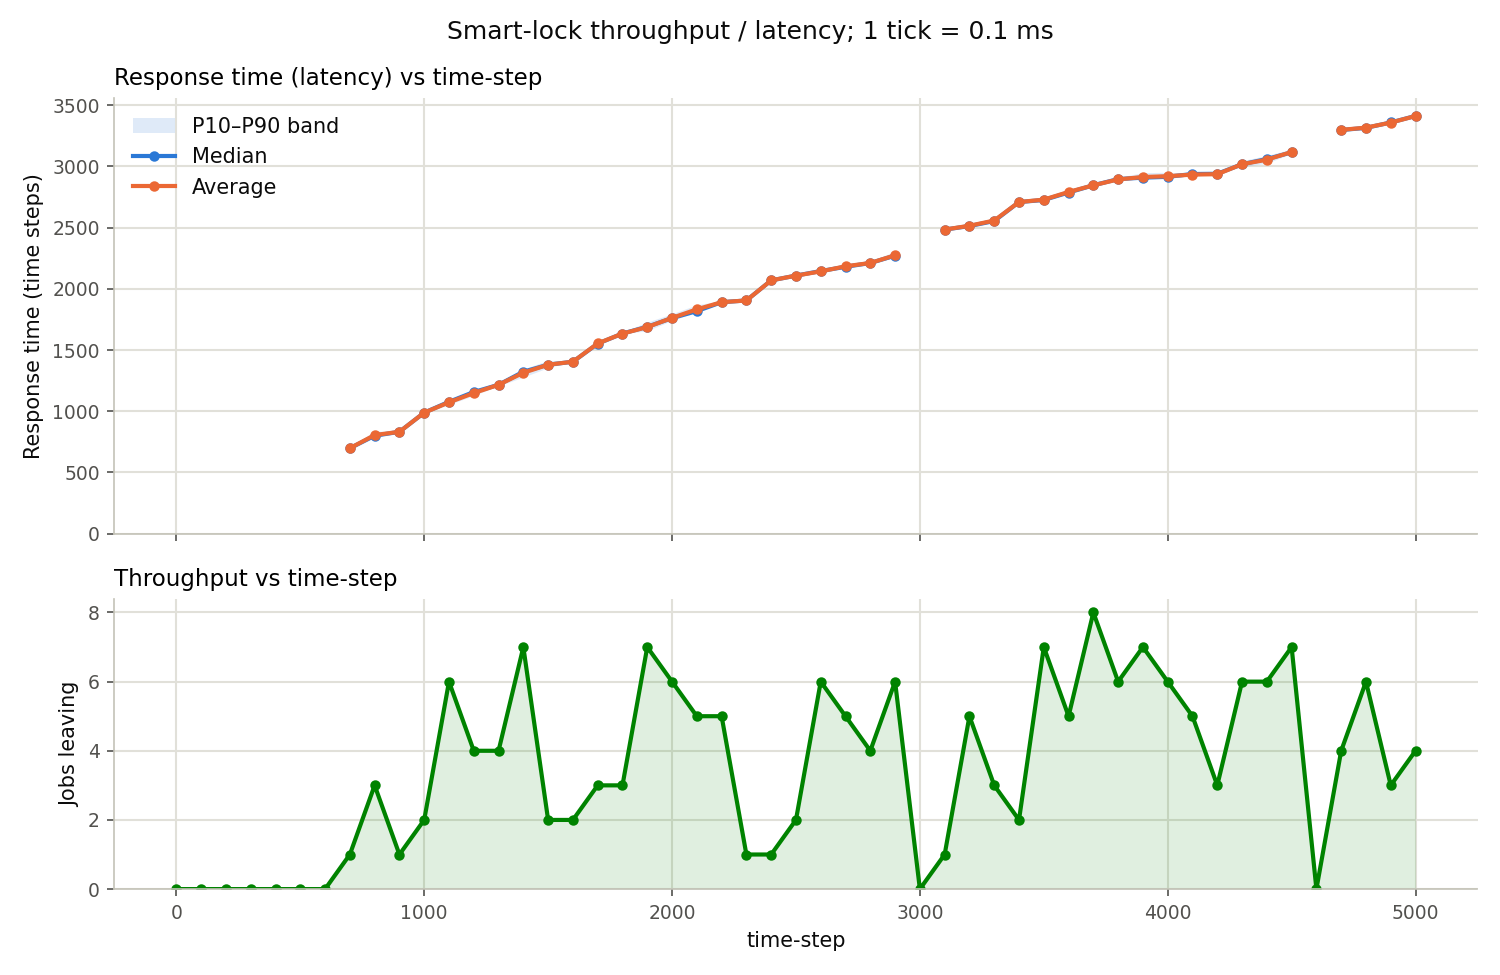 Smart-lock throughput / latency; 1 tick = 0.1 ms
Response time (latency) vs time-step
3500
3000
2500
2000
1500
1000
500
0
Response time (time steps)
P10–P90 band
Median
Average
Throughput vs time-step
8
6
4
2
0
Jobs leaving
0
1000
2000
3000
4000
5000
time-step